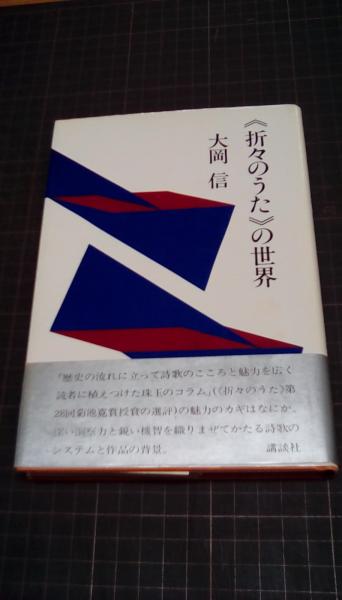 《折々のうた》の世界
大岡 信
「歴史の流れに立って詩歌のこころと魅力を広く
読者に植えつけた珠玉のコラム」(《折々のうた》第
28回菊池寛賞授賞の選評)の魅力のカギはなにか。
深い洞察力と鋭い機智を織りまぜてかたる詩歌の
システムと作品の背景。 講談社